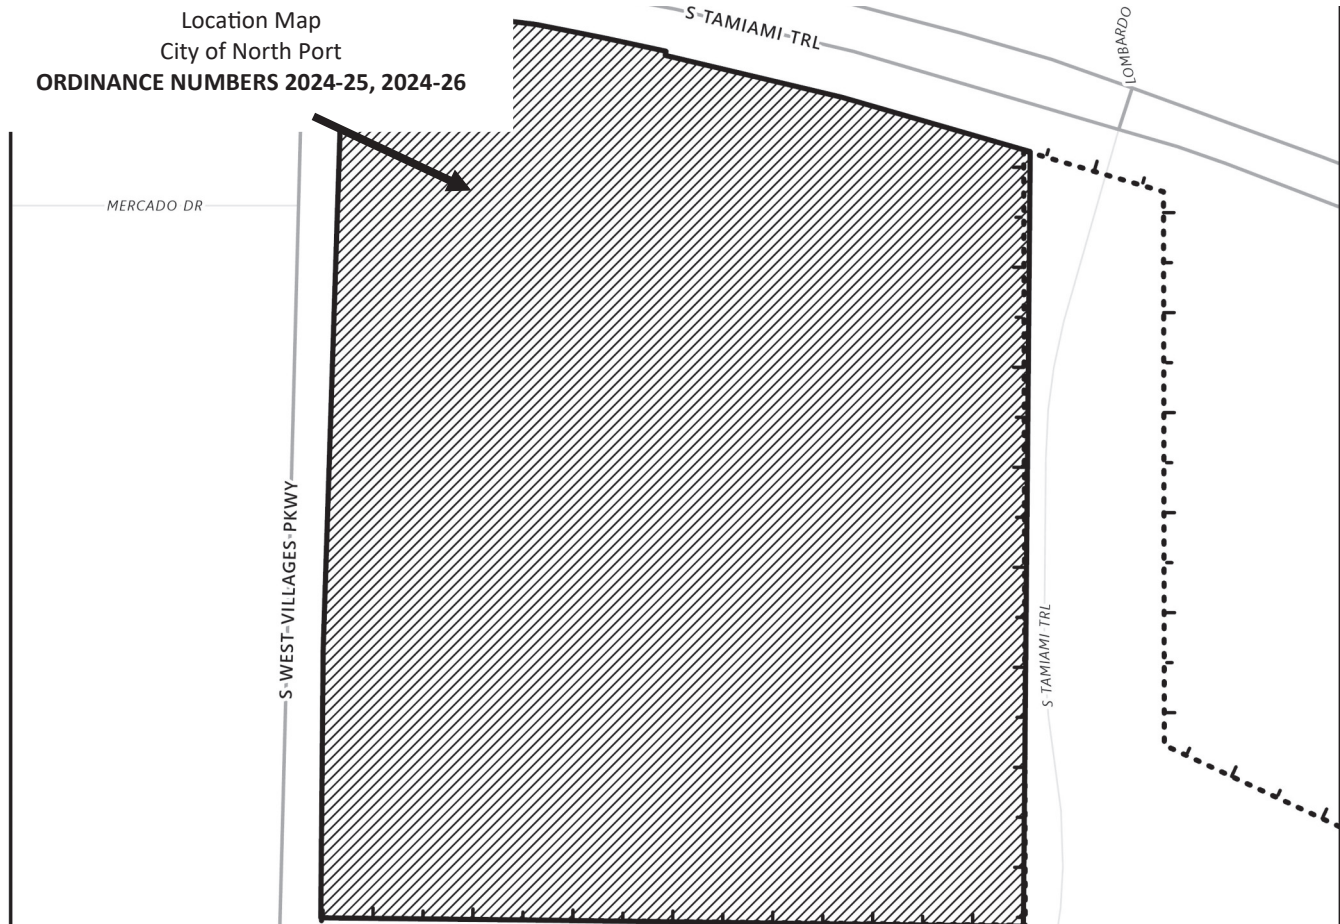 Location Map
City of North Port
ORDINANCE NUMBERS 2024-25, 2024-26
S TAMIAMI TRL
LOMBARDO
MERCADO DR
S WEST VILLAGES PKWY
S TAMIAMI TRL